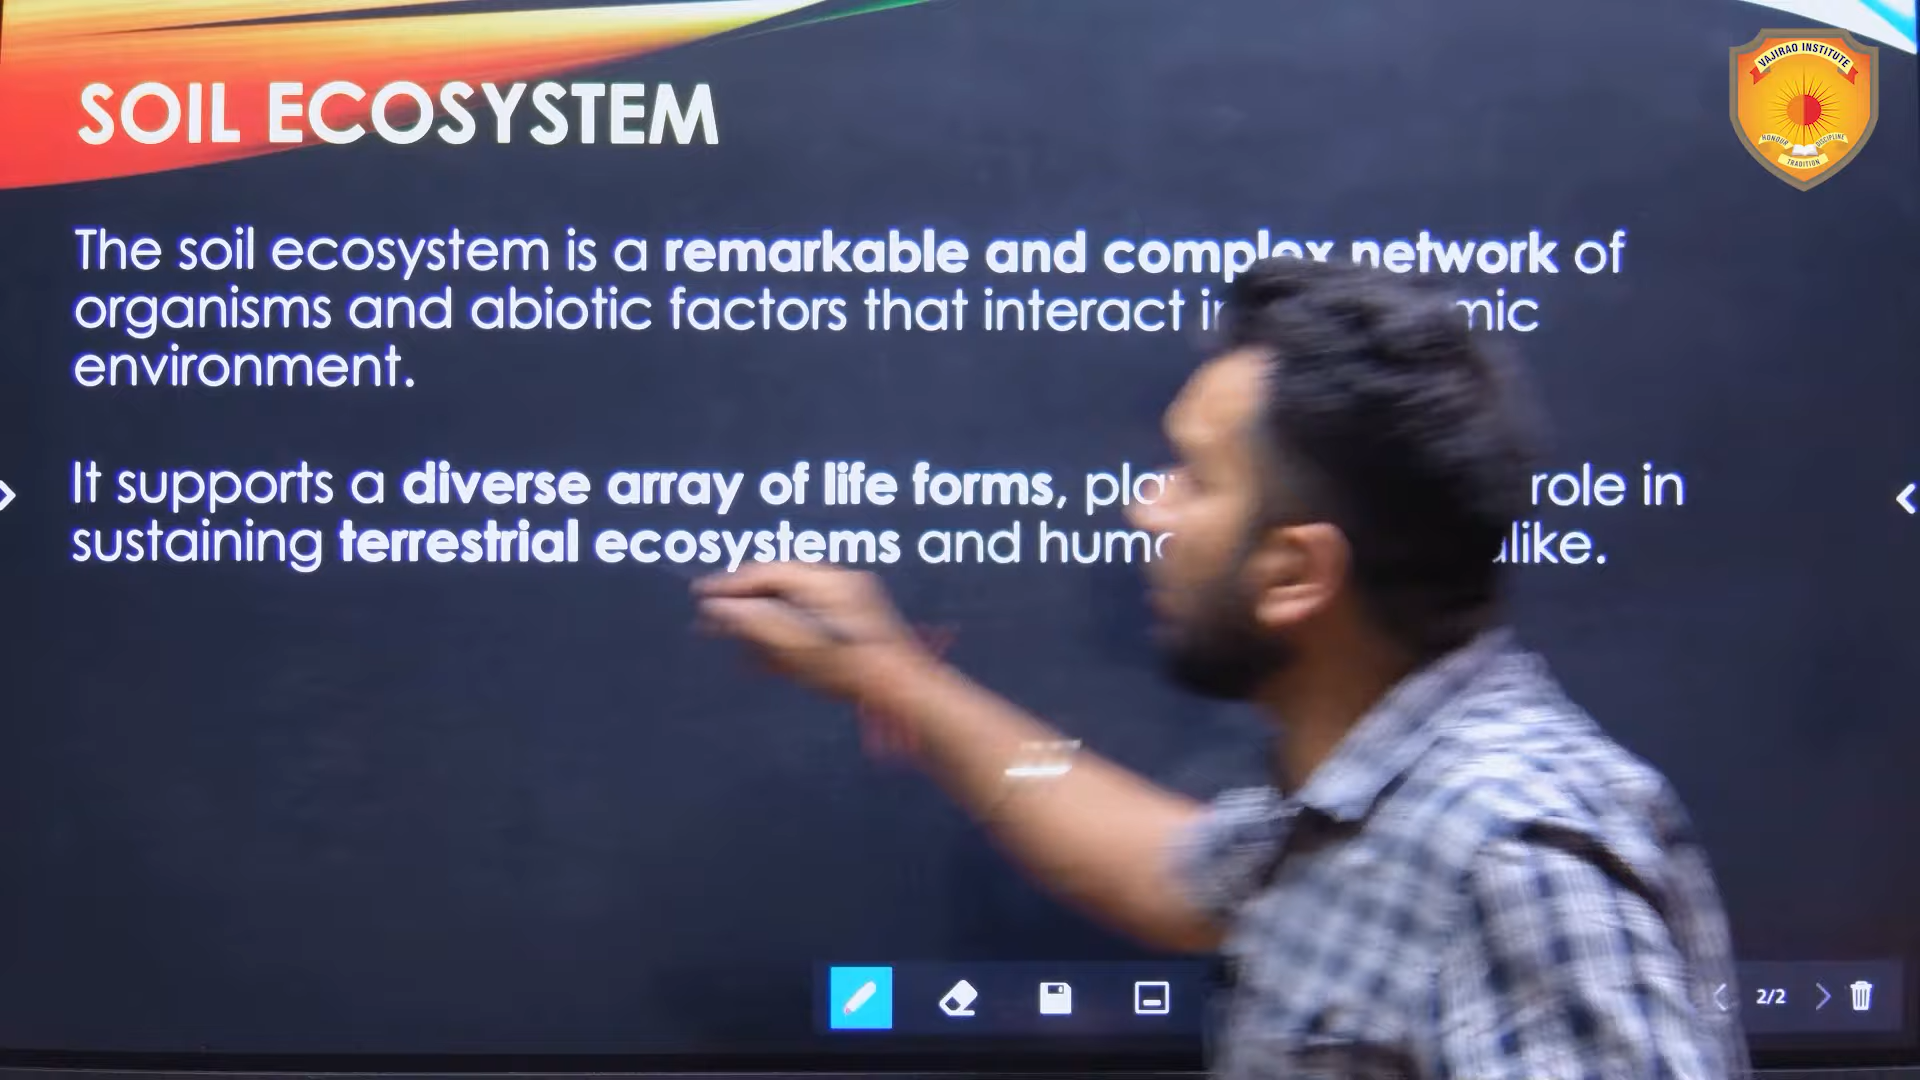 SOIL ECOSYSTEM
VAJIRAO INSTITUTE
HONOUR DISCIPLINE
TRADITION
The soil ecosystem is a remarkable and complex network of
organisms and abiotic factors that interact
environment.
It supports a diverse array of life forms, role in
sustaining terrestrial ecosystems and
2/2